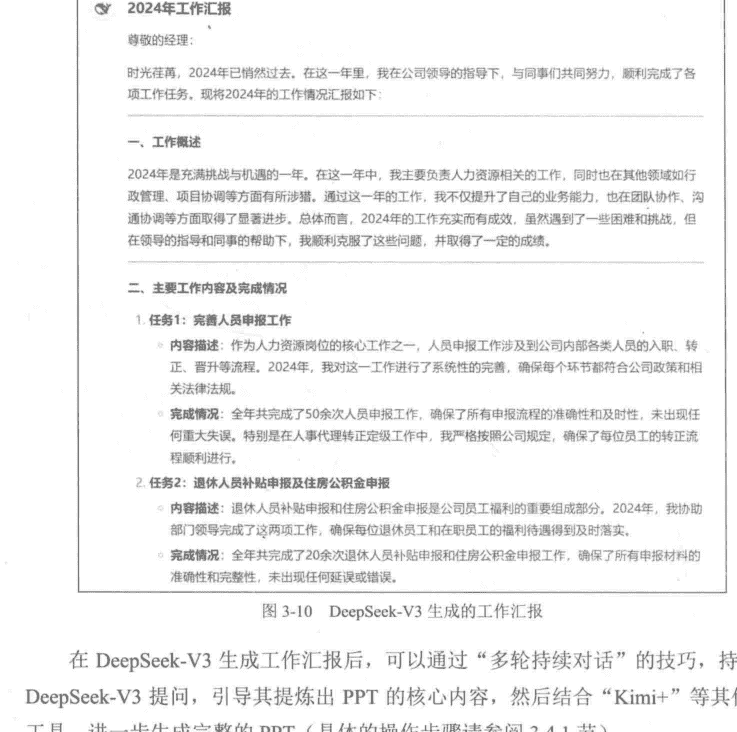 2024年工作汇报
尊敬的经理：
时光荏苒，2024年已悄然过去。在这一年里，我在公司领导的指导下，与同事们共同努力，顺利完成了各
项工作任务。现将2024年的工作情况汇报如下：
一、工作概述
2024年是充满挑战与机遇的一年。在这一年中，我主要负责人力资源相关的工作，同时也在其他领域如行
政管理、项目协调等方面有所涉猎。通过这一年的工作，我不仅提升了自己的业务能力，也在团队协作、沟
通协调等方面取得了显著进步。总体而言，2024年的工作充实而有成效，虽然遇到了一些困难和挑战，但
在领导的指导和同事的帮助下，我顺利克服了这些问题，并取得了一定的成绩。
二、主要工作内容及完成情况
1. 任务1：完善人员申报工作
内容描述：作为人力资源岗位的核心工作之一，人员申报工作涉及到公司内部各类人员的入职、转
正、晋升等流程。2024年，我对这一工作进行了系统性的完善，确保每个环节都符合公司政策和相
关法律法规。
完成情况：全年共完成了50余次人员申报工作，确保了所有申报流程的准确性和及时性，未出现任
何重大失误。特别是在人事代理转正定级工作中，我严格按照公司规定，确保了每位员工的转正流
程顺利进行。
2. 任务2：退休人员补贴申报及住房公积金申报
内容描述：退休人员补贴申报和住房公积金申报是公司员工福利的重要组成部分。2024年，我协助
部门领导完成了这两项工作，确保每位退休员工和在职员工的福利待遇得到及时落实。
完成情况：全年共完成了20余次退休人员补贴申报和住房公积金申报工作，确保了所有申报材料的
准确性和完整性，未出现任何延误或错误。
图 3-10 DeepSeek-V3 生成的工作汇报
在 DeepSeek-V3 生成工作汇报后，可以通过“多轮持续对话”的技巧，持
DeepSeek-V3 提问，引导其提炼出 PPT 的核心内容，然后结合“Kimi+”等其
工具，进一步生成完整的 PPT（具体的操作步骤请参阅 3.4.1 节）